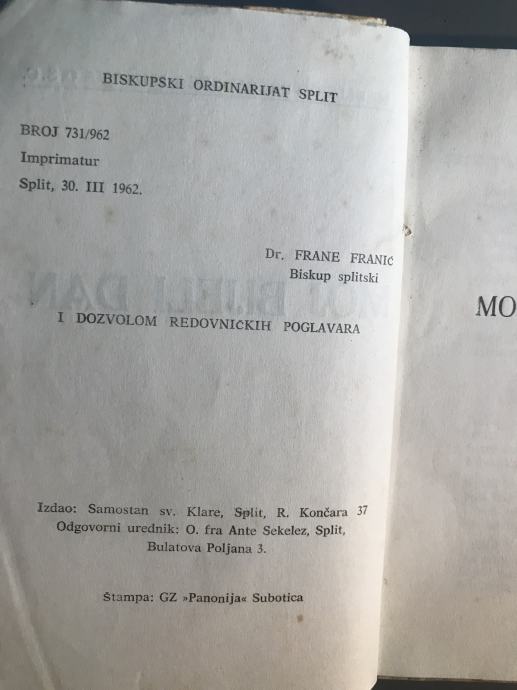 BISKUPSKI ORDINARIJAT SPLIT
BROJ 731/962
Imprimatur
Split, 30. III 1962.
Dr. FRANE FRANIĆ
Biskup splitski
I DOZVOLOM REDOVNIČKIH POGLAVARA
Izdao: Samostan sv. Klare, Split, R. Končara 37
Odgovorni urednik: O. fra Ante Sekelez, Split,
Bulatova Poljana 3.
Štampa: GZ »Panonija« Subotica
MO